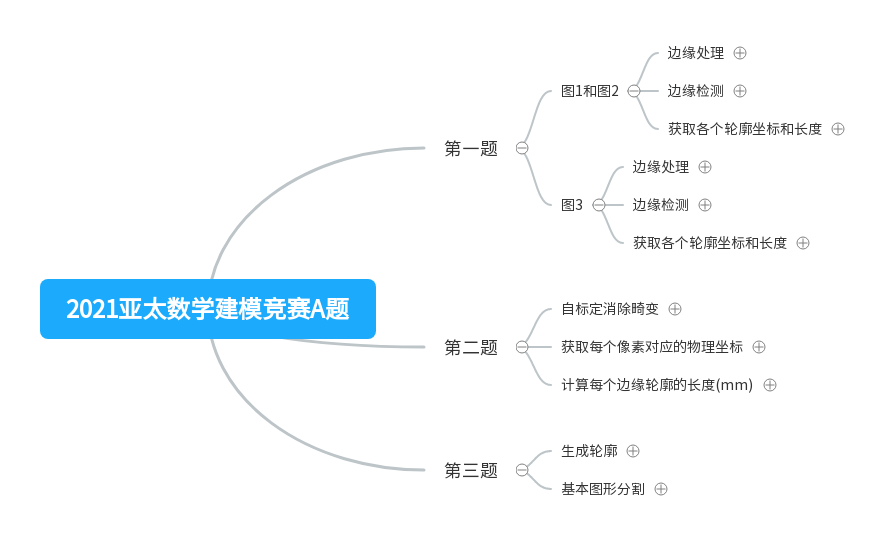 2021亚太数学建模竞赛A题
第一题
图1和图2
边缘处理
边缘检测
获取各个轮廓坐标和长度
图3
边缘处理
边缘检测
获取各个轮廓坐标和长度
第二题
自标定消除畸变
获取每个像素对应的物理坐标
计算每个边缘轮廓的长度(mm)
第三题
生成轮廓
基本图形分割